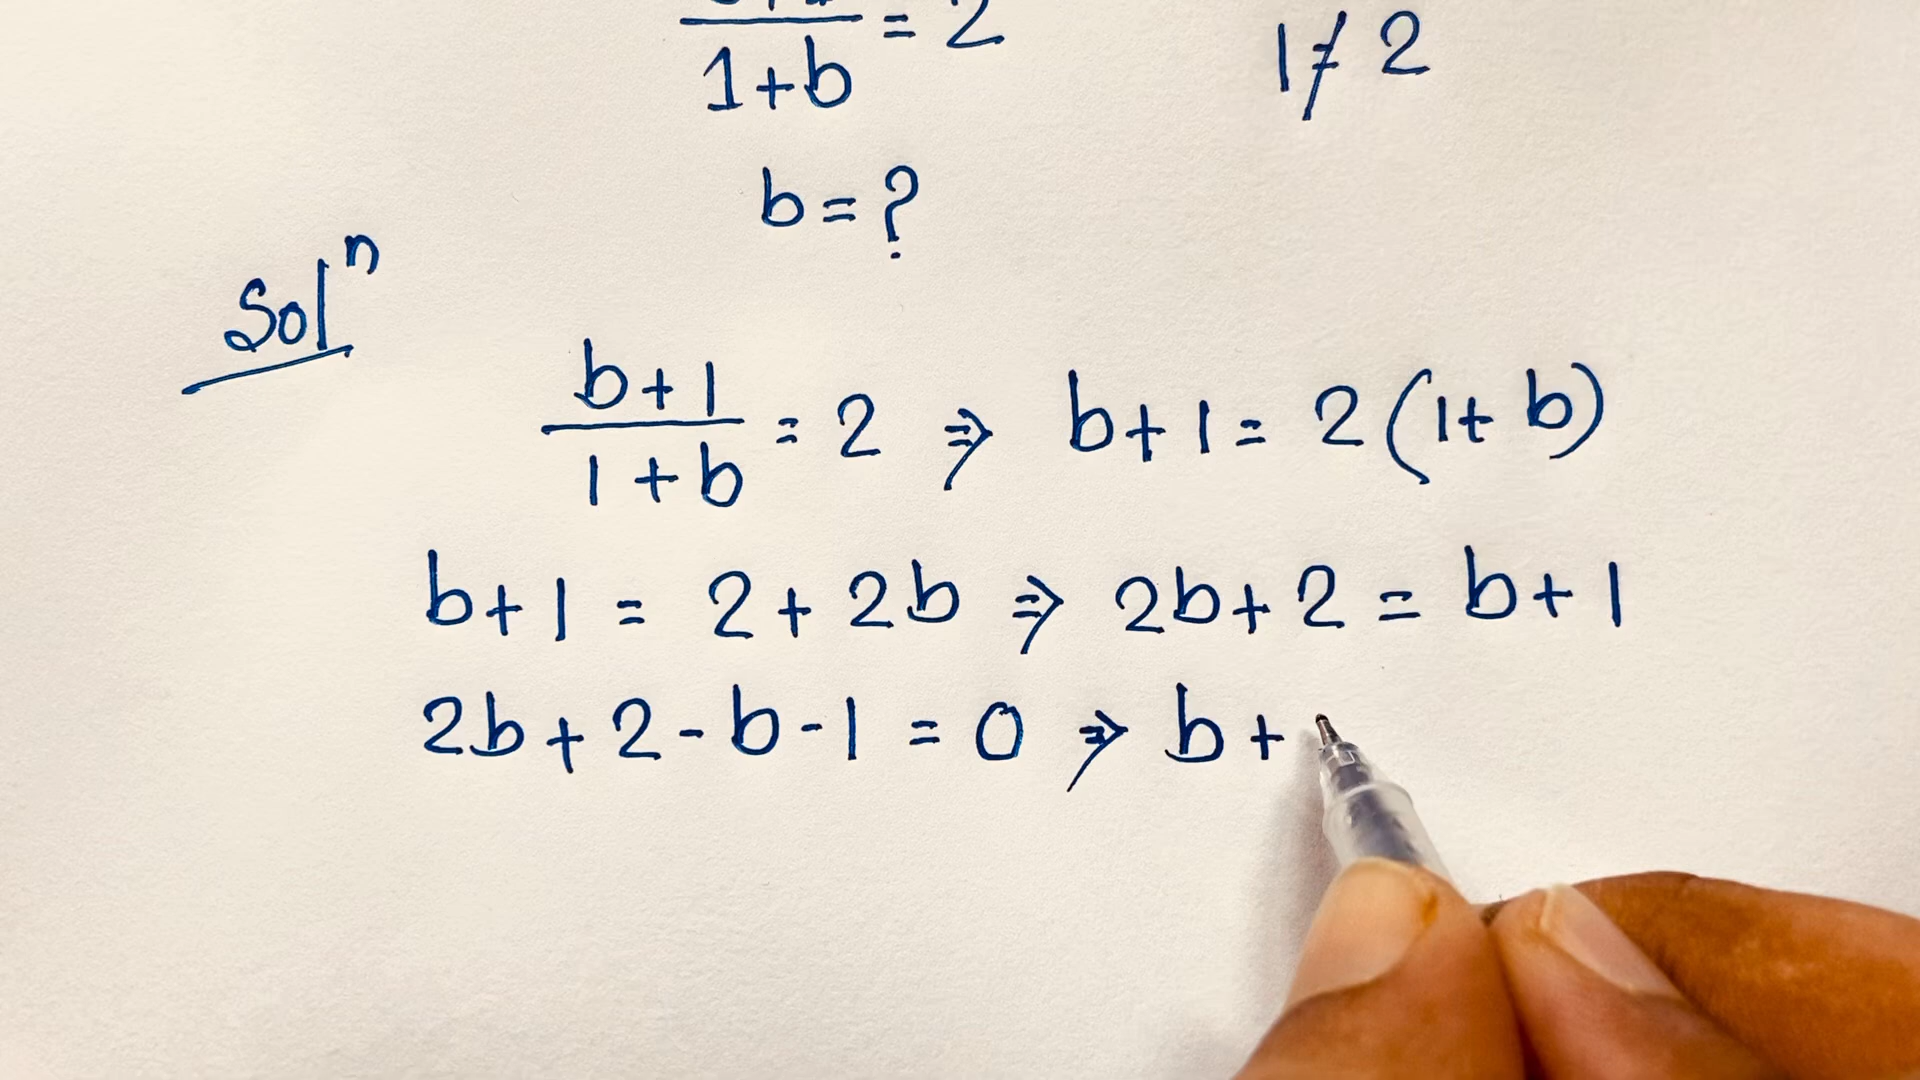 = 2
1+b
1 ≠ 2
b = ?
Solⁿ
b+1
1+b
= 2 ⇒ b+1 = 2(1+b)
b+1 = 2+2b ⇒ 2b+2 = b+1
2b+2-b-1 = 0 ⇒ b+